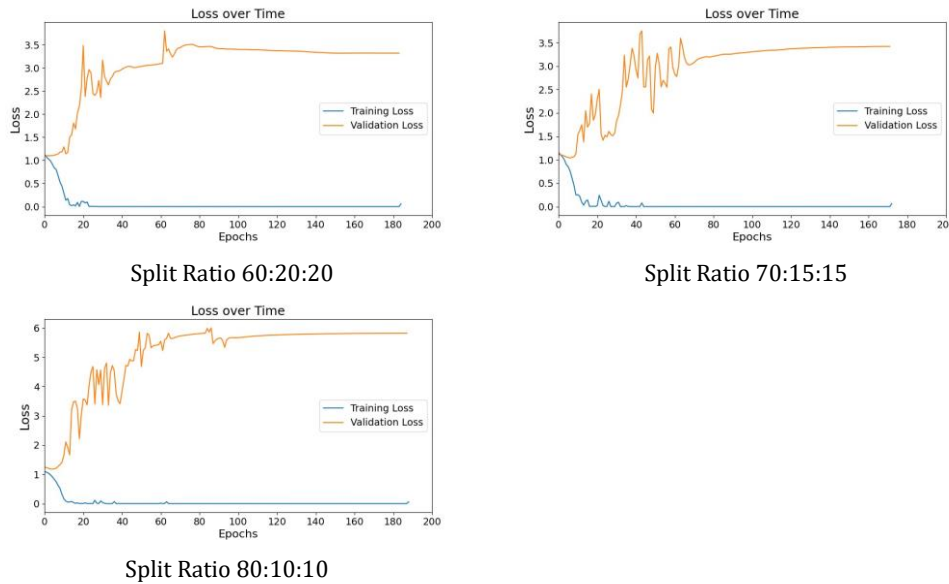 Loss over Time
3.5
3.0
2.5
2.0
1.5
1.0
0.5
0.0
Loss
Training Loss
Validation Loss
0 20 40 60 80 100 120 140 160 180 200
Epochs
Split Ratio 60:20:20
Loss over Time
3.5
3.0
2.5
2.0
1.5
1.0
0.5
0.0
Loss
Training Loss
Validation Loss
0 20 40 60 80 100 120 140 160 180 20
Epochs
Split Ratio 70:15:15
Loss over Time
6
5
4
3
2
1
0
Loss
Training Loss
Validation Loss
0 20 40 60 80 100 120 140 160 180 200
Epochs
Split Ratio 80:10:10